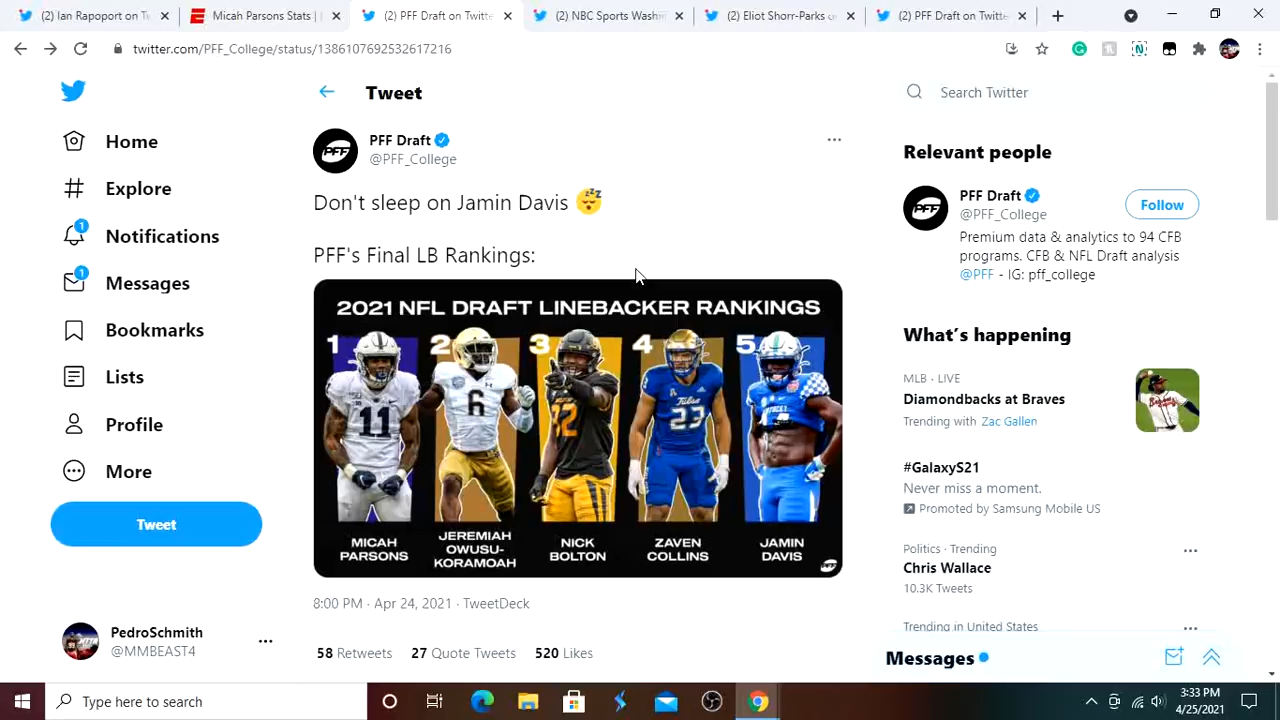 (2) Ian Rapoport on Tw
Micah Parsons Stats |
(2) PFF Draft on Twitte
(2) NBC Sports Washi
(2) Eliot Shorr-Parks o
(2) PFF Draft on Twitte
twitter.com/PFF_College/status/1386107692532617216
Home
Explore
1
Notifications
1
Messages
Bookmarks
Lists
Profile
More
Tweet
PedroSchmith
@MMBEAST4
Tweet
PFF
PFF Draft
@PFF_College
Don't sleep on Jamin Davis 😴
PFF's Final LB Rankings:
2021 NFL DRAFT LINEBACKER RANKINGS
1 2 3 4 5
11 6 32 23
Tulsa
KENTUCKY
MICAH PARSONS
JEREMIAH OWUSU-KORAMOAH
NICK BOLTON
ZAVEN COLLINS
JAMIN DAVIS
PFF
8:00 PM · Apr 24, 2021 · TweetDeck
58 Retweets 27 Quote Tweets 520 Likes
Search Twitter
Relevant people
PFF
PFF Draft
@PFF_College
Follow
Premium data & analytics to 94 CFB
programs. CFB & NFL Draft analysis
@PFF - IG: pff_college
What's happening
MLB · LIVE
Diamondbacks at Braves
Trending with Zac Gallen
#GalaxyS21
Never miss a moment.
Promoted by Samsung Mobile US
Politics · Trending
Chris Wallace
10.3K Tweets
Trending in United States
Messages
Type here to search
3:33 PM
4/25/2021